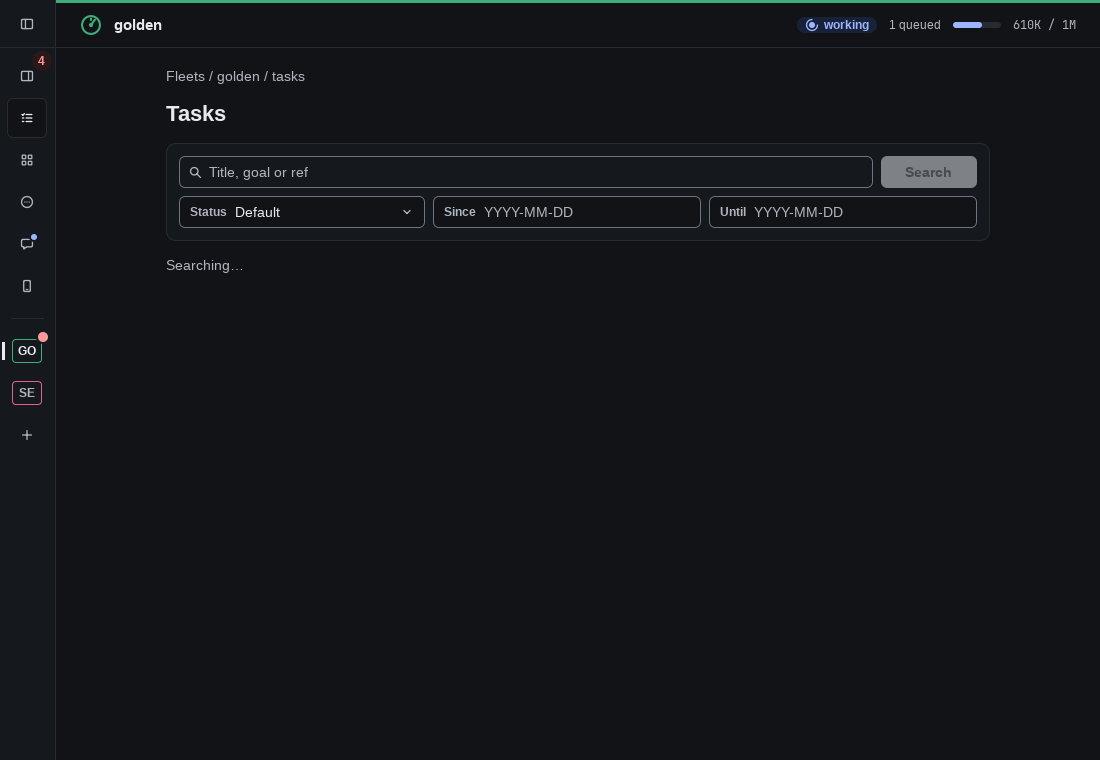 golden
working
1 queued
610K / 1M
4
Fleets / golden / tasks
Tasks
Title, goal or ref
Search
Status Default
Since YYYY-MM-DD
Until YYYY-MM-DD
Searching…
GO
SE